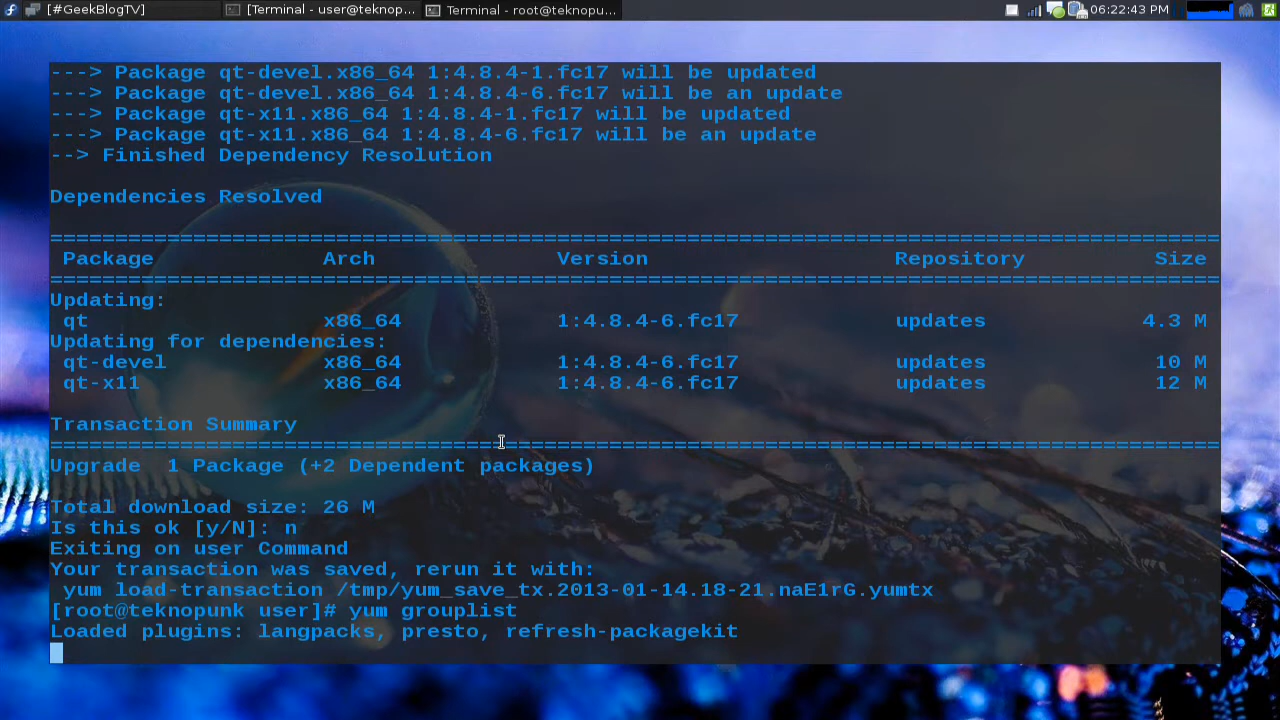 [#GeekBlogTV] [Terminal - user@teknop... Terminal - root@teknopu... 06:22:43 PM
---> Package qt-devel.x86_64 1:4.8.4-1.fc17 will be updated
---> Package qt-devel.x86_64 1:4.8.4-6.fc17 will be an update
---> Package qt-x11.x86_64 1:4.8.4-1.fc17 will be updated
---> Package qt-x11.x86_64 1:4.8.4-6.fc17 will be an update
--> Finished Dependency Resolution
Dependencies Resolved
==========================================================================================
Package Arch Version Repository Size
==========================================================================================
Updating:
qt x86_64 1:4.8.4-6.fc17 updates 4.3 M
Updating for dependencies:
qt-devel x86_64 1:4.8.4-6.fc17 updates 10 M
qt-x11 x86_64 1:4.8.4-6.fc17 updates 12 M
Transaction Summary
==========================================================================================
Upgrade  1 Package (+2 Dependent packages)
Total download size: 26 M
Is this ok [y/N]: n
Exiting on user Command
Your transaction was saved, rerun it with:
yum load-transaction /tmp/yum_save_tx.2013-01-14.18-21.naE1rG.yumtx
[root@teknopunk user]# yum grouplist
Loaded plugins: langpacks, presto, refresh-packagekit